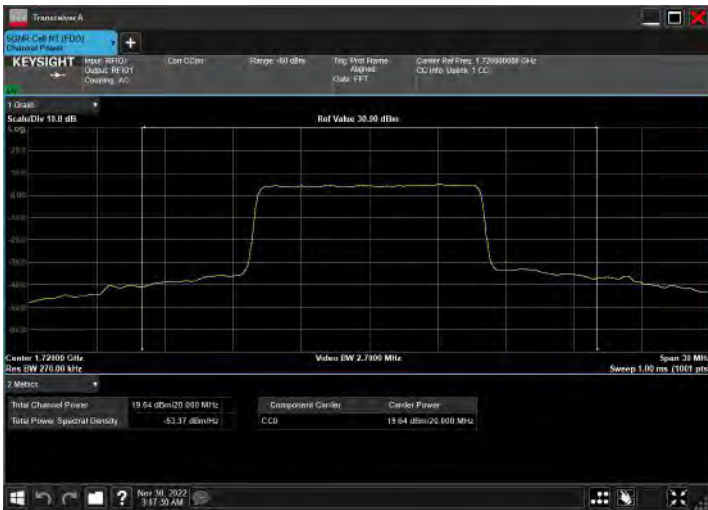 Transceiver A
5GNR Cell N1 (FDD)
Channel Power
KEYSIGHT
Input: RFIO1
Output: RFIO1
Coupling: AC
Corr CCorr
Range: -60 dBm
Trig: Prot Frame
Aligned
Gate: FFT
Carrier Ref Freq: 1.720000000 GHz
CC Info: Uplink, 1 CC
1 Graph
Scale/Div 10.0 dB
Ref Value 30.00 dBm
Log
Center 1.72000 GHz
Video BW 2.7000 MHz
Span 30 MHz
Res BW 270.00 kHz
Sweep 1.00 ms (1001 pts
2 Metrics
Total Channel Power
19.64 dBm/20.000 MHz
Total Power Spectral Density
-53.37 dBm/Hz
Component Carrier
Carrier Power
CC0
19.64 dBm/20.000 MHz
?
Nov 30, 2022
3:07:30 AM